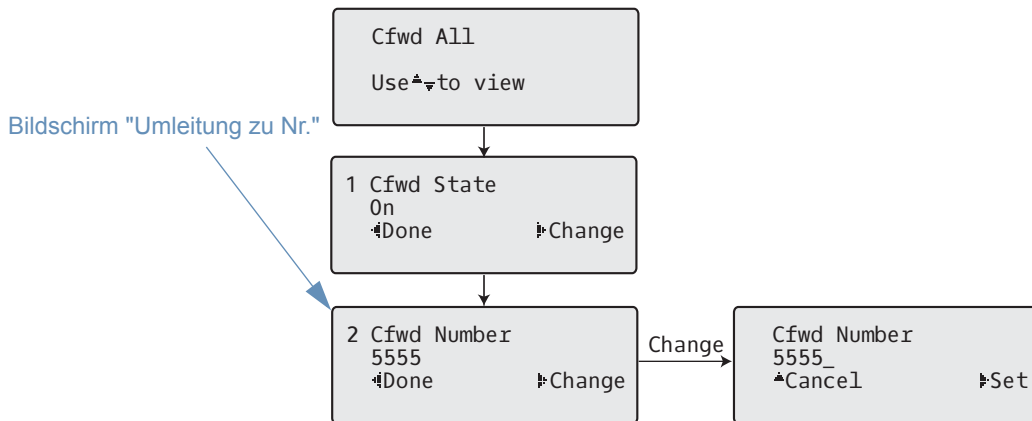 Cfwd All
Use▲▼to view
Bildschirm "Umleitung zu Nr."
1 Cfwd State
On
◀Done ▶Change
2 Cfwd Number
5555
◀Done ▶Change
Change
Cfwd Number
5555_
▲Cancel ▶Set